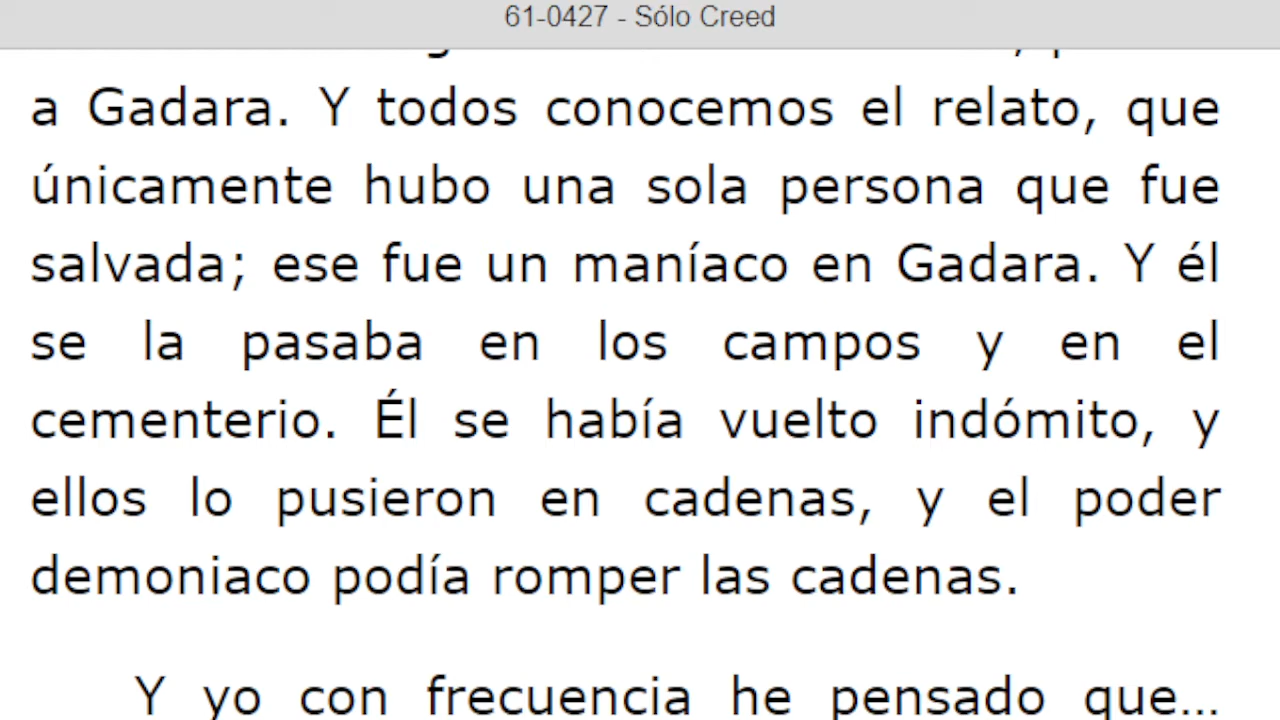 61-0427 - Sólo Creed
a Gadara. Y todos conocemos el relato, que
únicamente hubo una sola persona que fue
salvada; ese fue un maníaco en Gadara. Y él
se la pasaba en los campos y en el
cementerio. Él se había vuelto indómito, y
ellos lo pusieron en cadenas, y el poder
demoniaco podía romper las cadenas.
Y yo con frecuencia he pensado que...